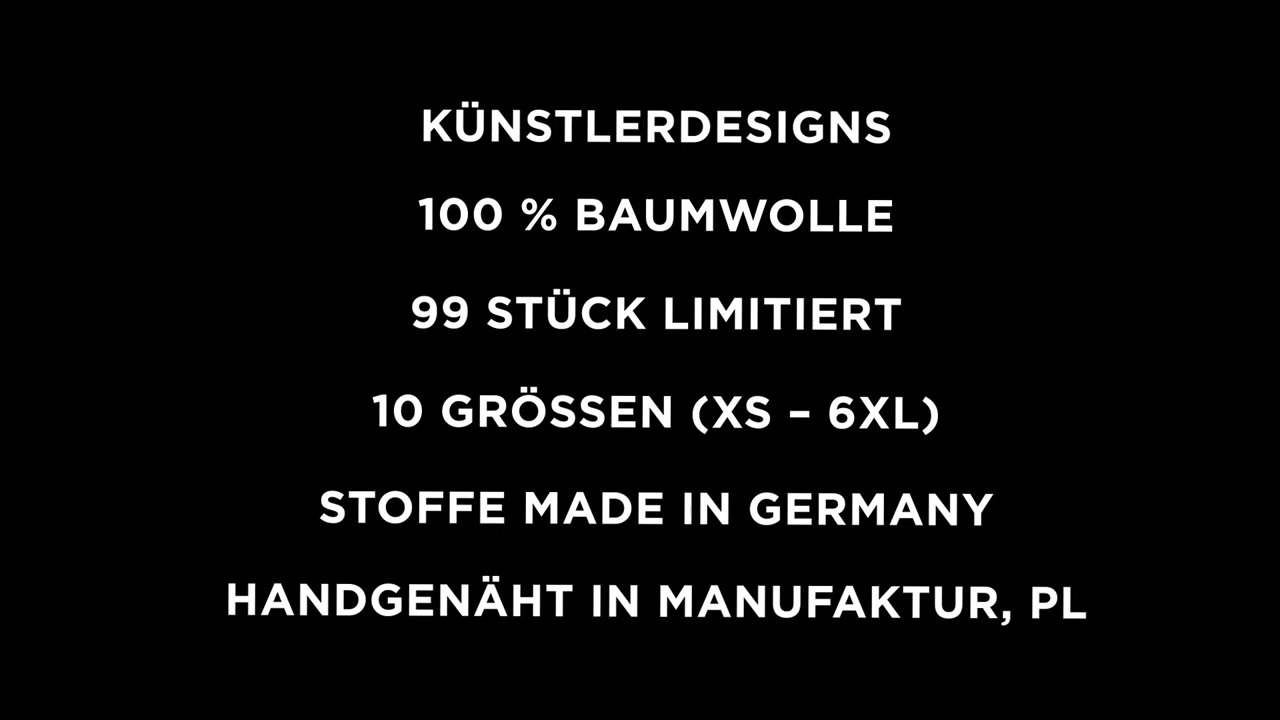 KÜNSTLERDESIGNS
100 % BAUMWOLLE
99 STÜCK LIMITIERT
10 GRÖSSEN (XS – 6XL)
STOFFE MADE IN GERMANY
HANDGENÄHT IN MANUFAKTUR, PL